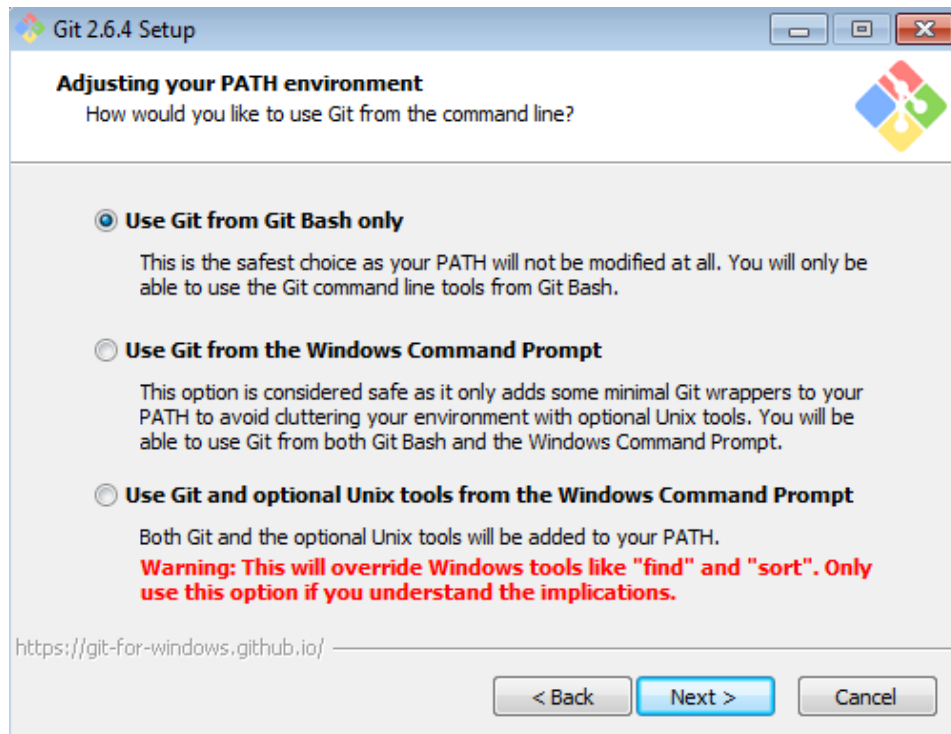 Git 2.6.4 Setup
Adjusting your PATH environment
How would you like to use Git from the command line?
Use Git from Git Bash only
This is the safest choice as your PATH will not be modified at all. You will only be
able to use the Git command line tools from Git Bash.
Use Git from the Windows Command Prompt
This option is considered safe as it only adds some minimal Git wrappers to your
PATH to avoid cluttering your environment with optional Unix tools. You will be
able to use Git from both Git Bash and the Windows Command Prompt.
Use Git and optional Unix tools from the Windows Command Prompt
Both Git and the optional Unix tools will be added to your PATH.
Warning: This will override Windows tools like "find" and "sort". Only
use this option if you understand the implications.
https://git-for-windows.github.io/
< Back Next > Cancel